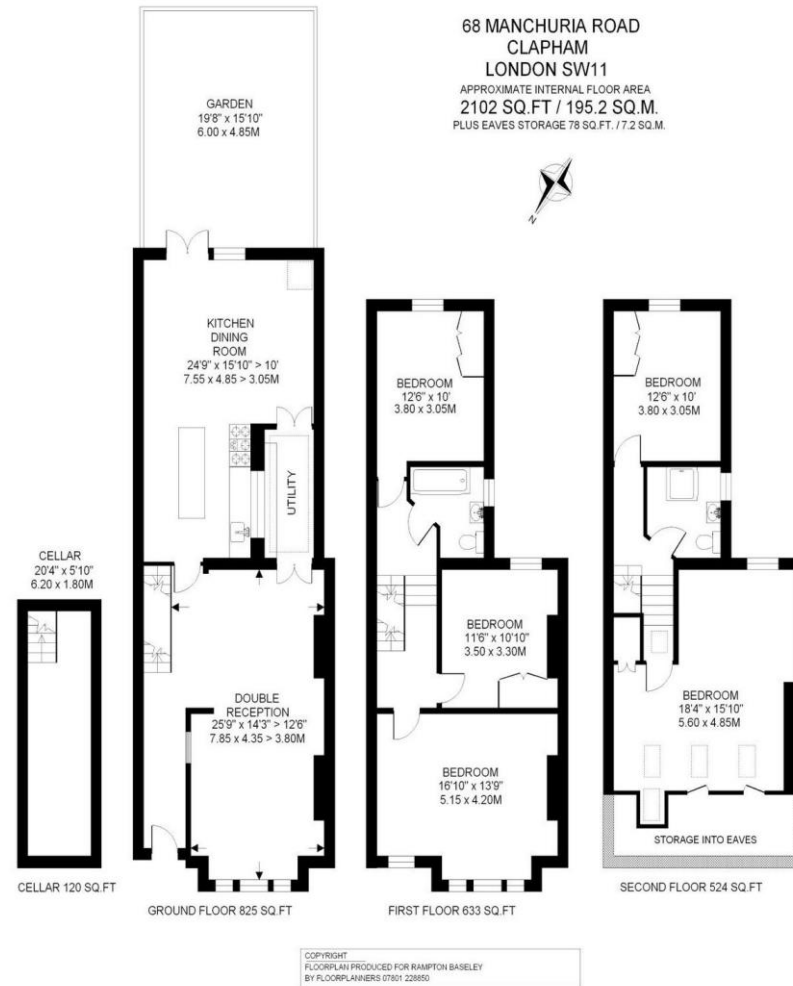 68 MANCHURIA ROAD
CLAPHAM
LONDON SW11
APPROXIMATE INTERNAL FLOOR AREA
2102 SQ.FT / 195.2 SQ.M.
PLUS EAVES STORAGE 78 SQ.FT. / 7.2 SQ.M.
N
GARDEN
19'8" x 15'10"
6.00 x 4.85M
KITCHEN
DINING
ROOM
24'9" x 15'10" > 10'
7.55 x 4.85 > 3.05M
UTILITY
CELLAR
20'4" x 5'10"
6.20 x 1.80M
DOUBLE
RECEPTION
25'9" x 14'3" > 12'6"
7.85 x 4.35 > 3.80M
BEDROOM
12'6" x 10'
3.80 x 3.05M
BEDROOM
11'6" x 10'10"
3.50 x 3.30M
BEDROOM
16'10" x 13'9"
5.15 x 4.20M
BEDROOM
12'6" x 10'
3.80 x 3.05M
BEDROOM
18'4" x 15'10"
5.60 x 4.85M
STORAGE INTO EAVES
CELLAR 120 SQ.FT
GROUND FLOOR 825 SQ.FT
FIRST FLOOR 633 SQ.FT
SECOND FLOOR 524 SQ.FT
COPYRIGHT
FLOORPLAN PRODUCED FOR RAMPTON BASELEY
BY FLOORPLANNERS 07801 228850